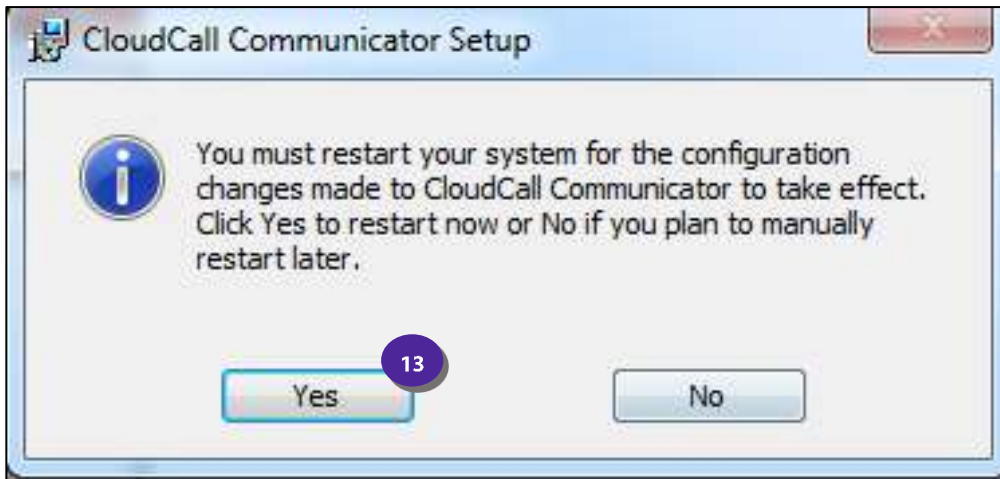 CloudCall Communicator Setup
You must restart your system for the configuration
changes made to CloudCall Communicator to take effect.
Click Yes to restart now or No if you plan to manually
restart later.
13
Yes
No